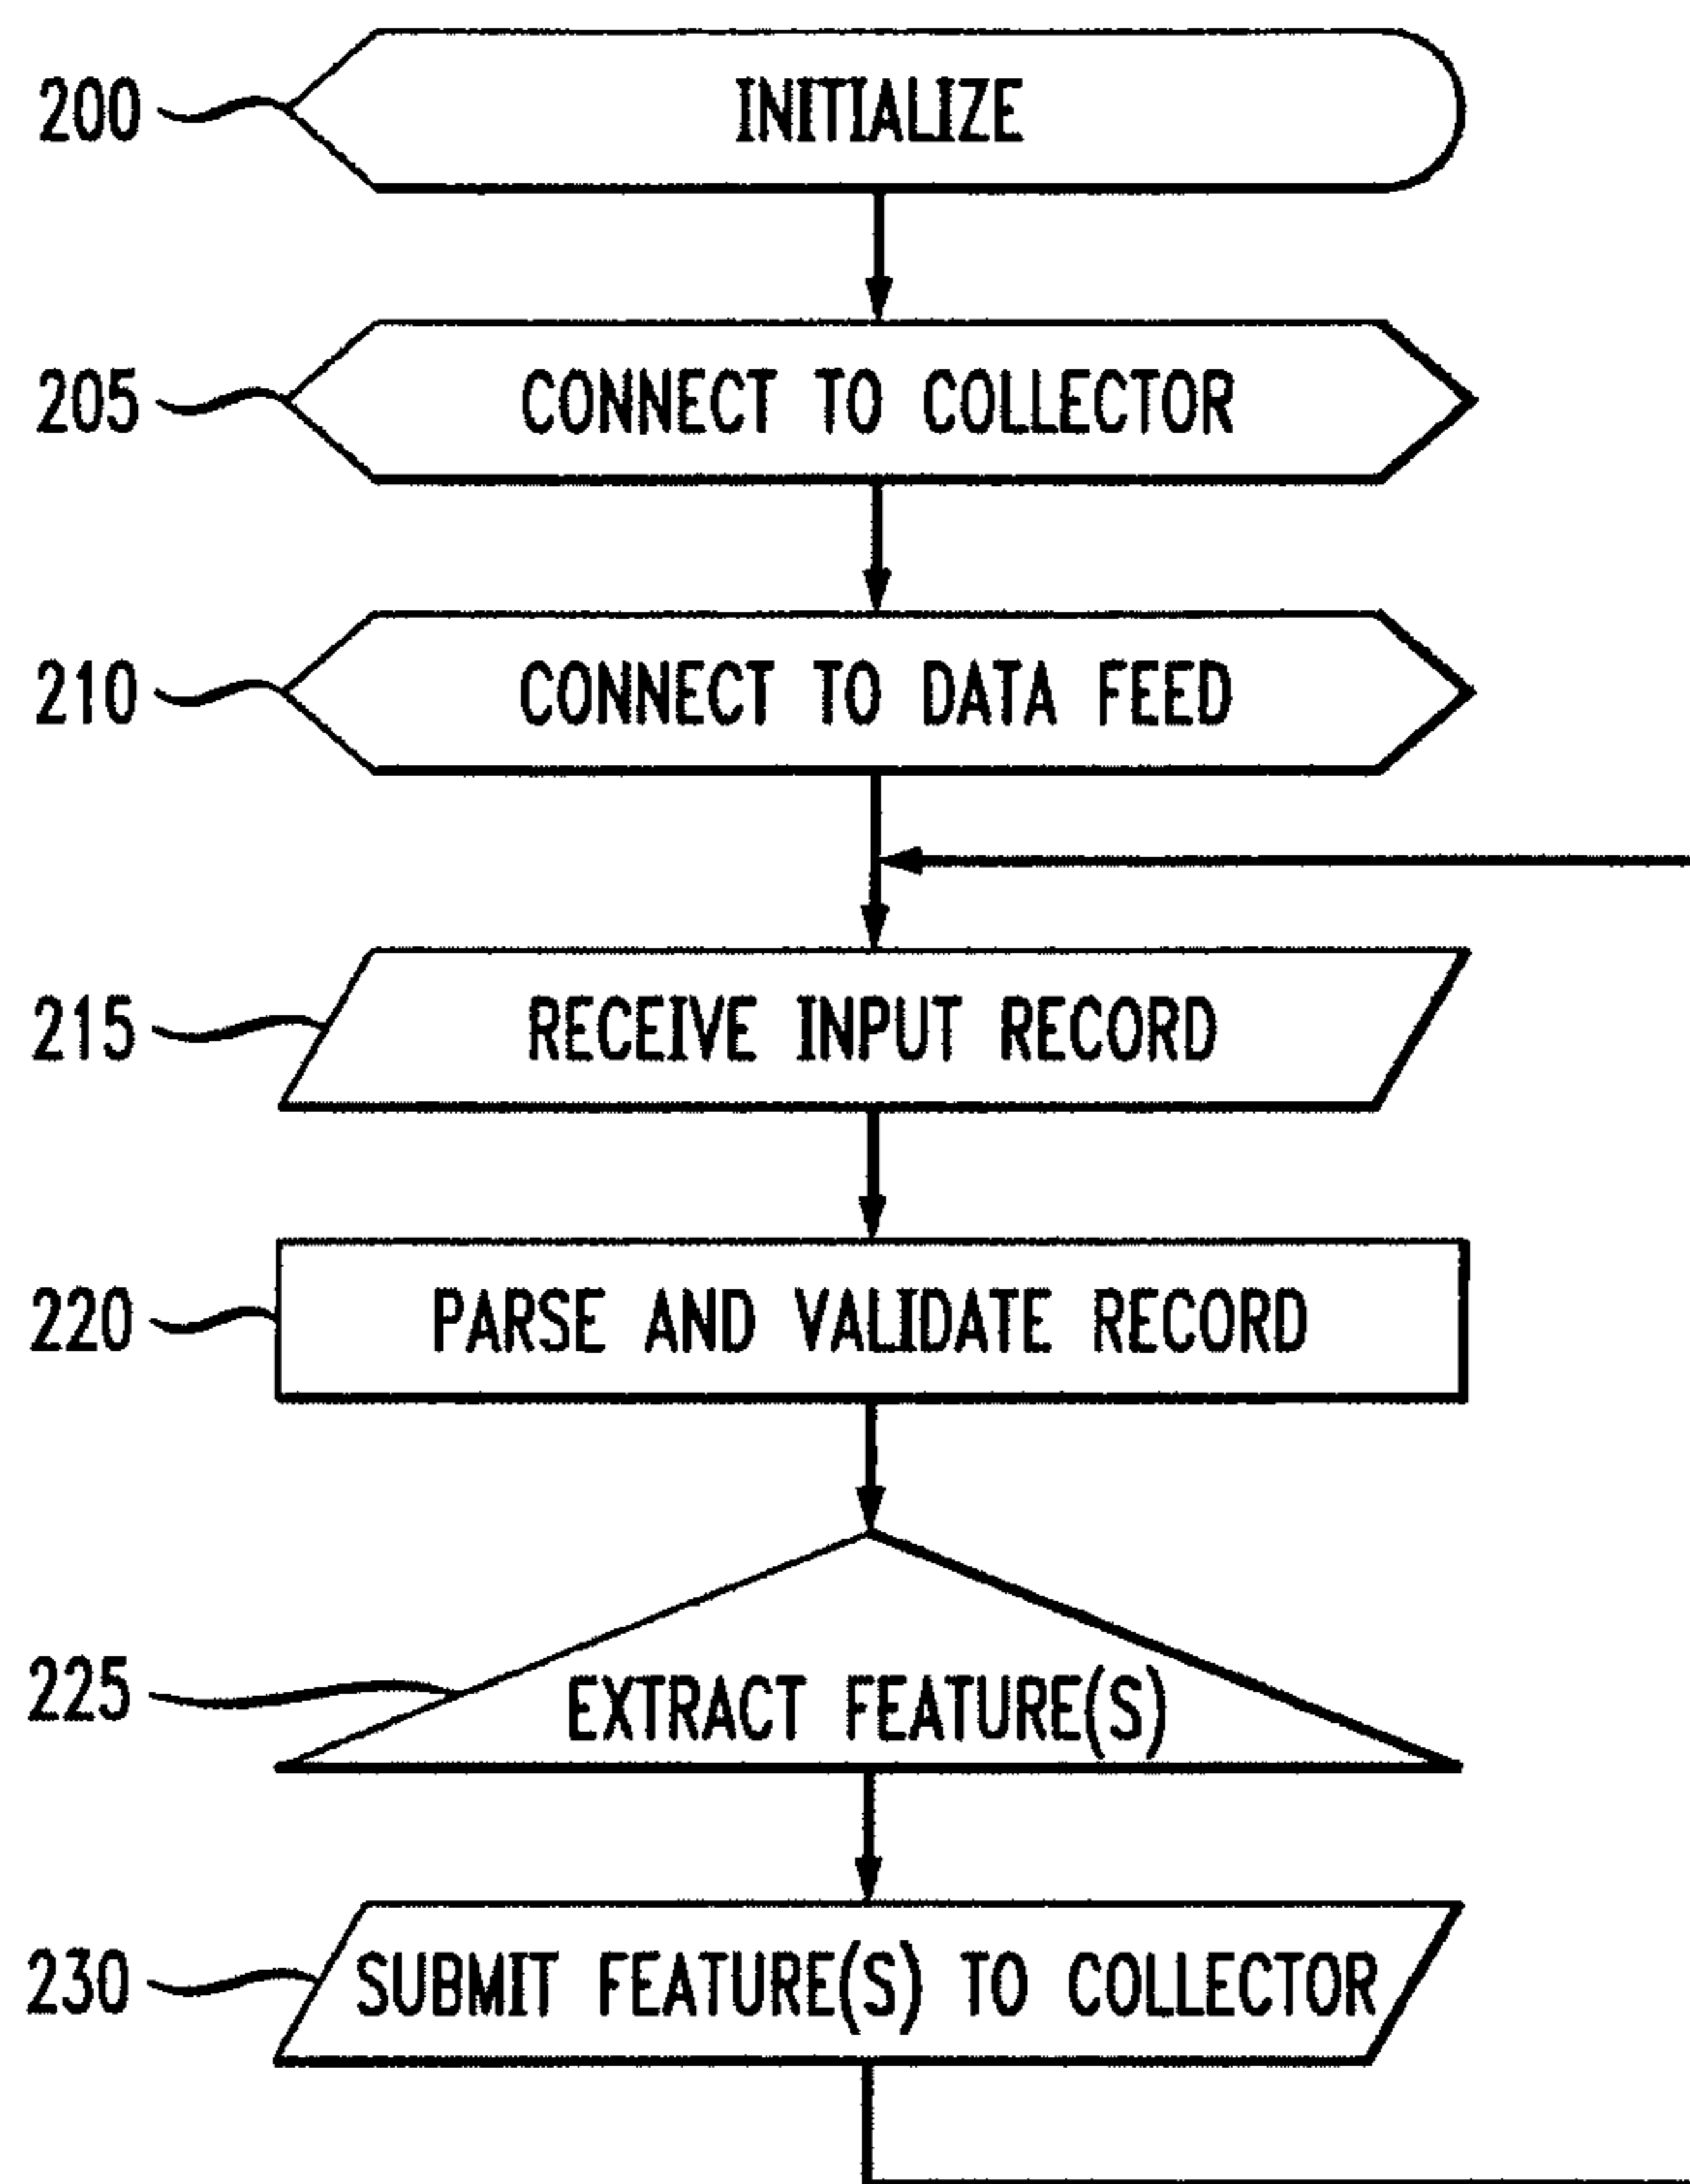 200 INITIALIZE
205 CONNECT TO COLLECTOR
210 CONNECT TO DATA FEED
215 RECEIVE INPUT RECORD
220 PARSE AND VALIDATE RECORD
225 EXTRACT FEATURE(S)
230 SUBMIT FEATURE(S) TO COLLECTOR